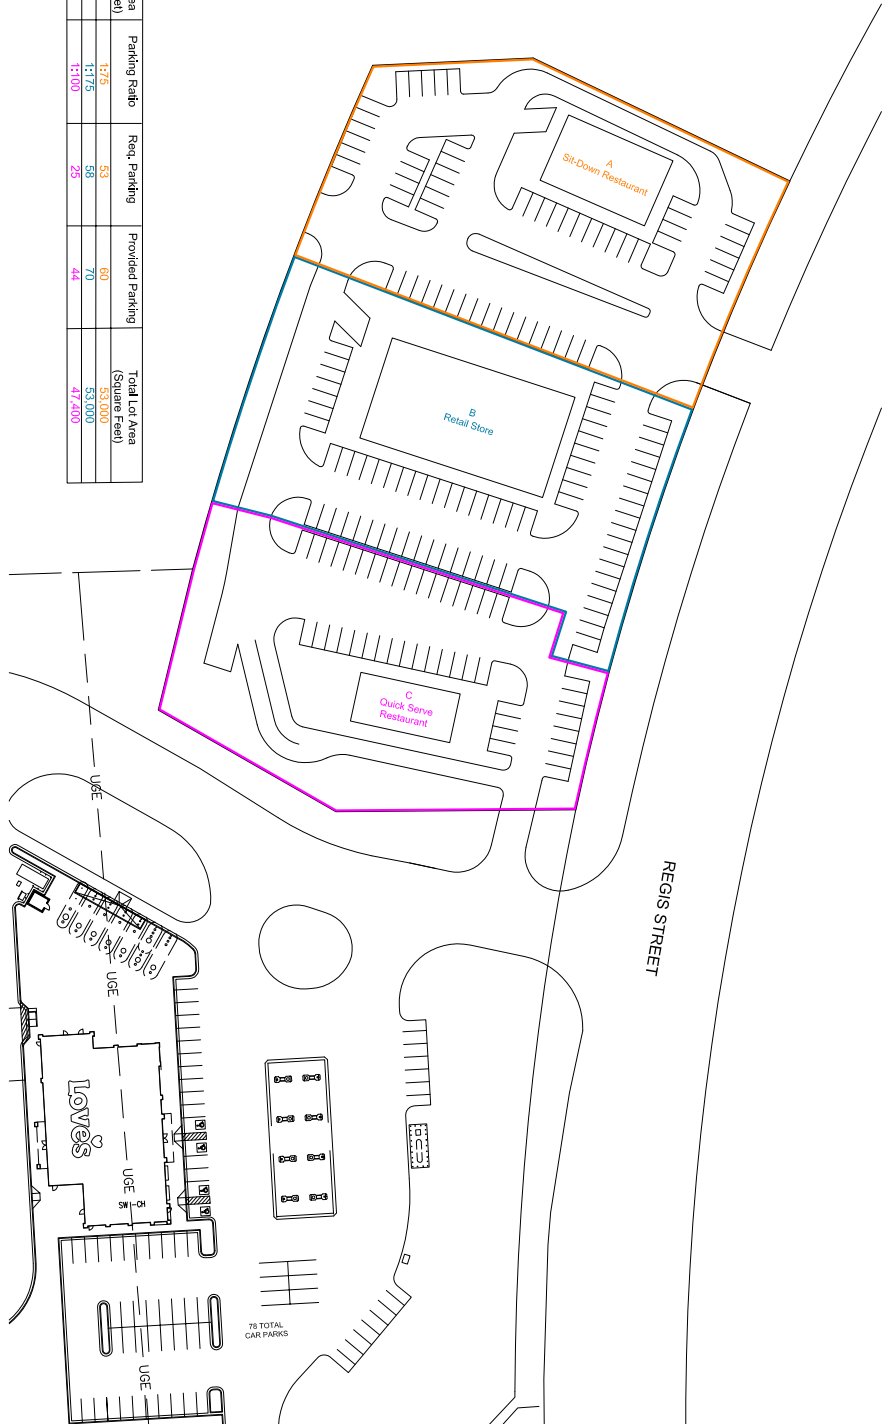 Parking Ratio Req. Parking Provided Parking Total Lot Area
(Square Feet)
1:75 53 60 53,000
1:175 58 70 53,000
1:100 25 44 47,400
A
Sit-Down Restaurant
B
Retail Store
C
Quick Serve
Restaurant
REGIS STREET
UGE
UGE
Love's
UGE
78 TOTAL
CAR PARKS
UGE